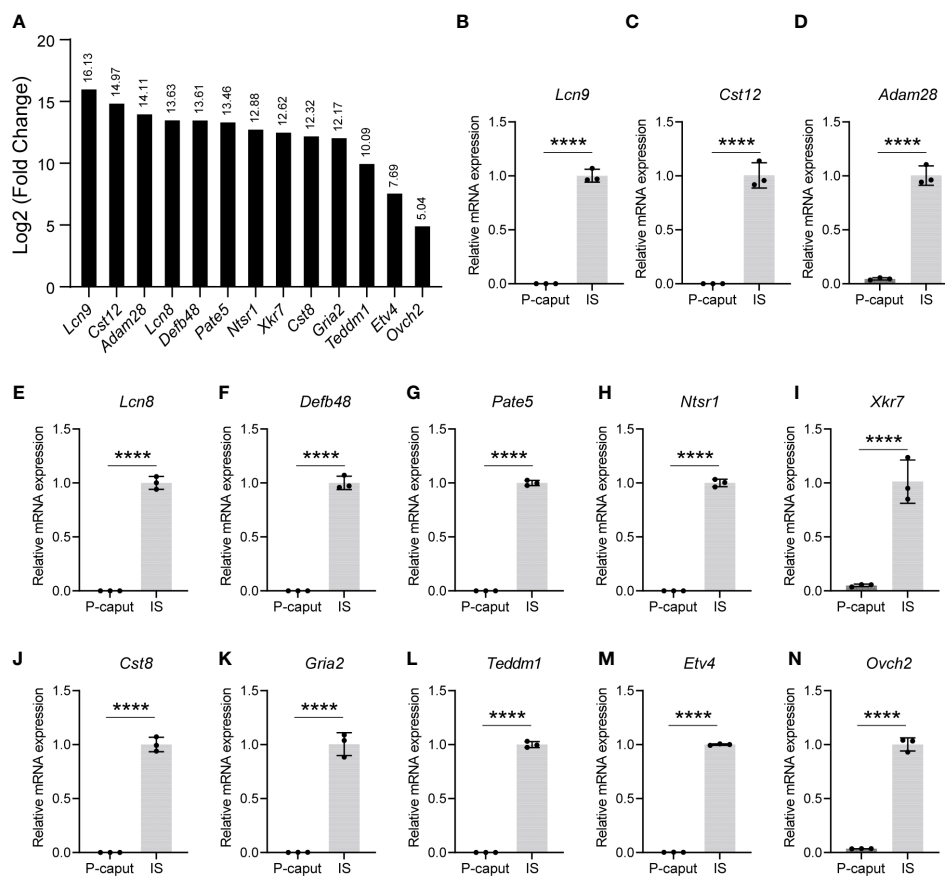 A
Log2 (Fold Change)
20
15
10
5
0
16.13
14.97
14.11
13.63
13.61
13.46
12.88
12.62
12.32
12.17
10.09
7.69
5.04
Lcn9
Cst12
Adam28
Lcn8
Defb48
Pate5
Ntsr1
Xkr7
Cst8
Gria2
Teddm1
Etv4
Ovch2
B
Lcn9
Relative mRNA expression
1.5
1.0
0.5
0.0
****
P-caput IS
C
Cst12
Relative mRNA expression
1.5
1.0
0.5
0.0
****
P-caput IS
D
Adam28
Relative mRNA expression
1.5
1.0
0.5
0.0
****
P-caput IS
E
Lcn8
Relative mRNA expression
1.5
1.0
0.5
0.0
****
P-caput IS
F
Defb48
Relative mRNA expression
1.5
1.0
0.5
0.0
****
P-caput IS
G
Pate5
Relative mRNA expression
1.5
1.0
0.5
0.0
****
P-caput IS
H
Ntsr1
Relative mRNA expression
1.5
1.0
0.5
0.0
****
P-caput IS
I
Xkr7
Relative mRNA expression
1.5
1.0
0.5
0.0
****
P-caput IS
J
Cst8
Relative mRNA expression
1.5
1.0
0.5
0.0
****
P-caput IS
K
Gria2
Relative mRNA expression
1.5
1.0
0.5
0.0
****
P-caput IS
L
Teddm1
Relative mRNA expression
1.5
1.0
0.5
0.0
****
P-caput IS
M
Etv4
Relative mRNA expression
1.5
1.0
0.5
0.0
****
P-caput IS
N
Ovch2
Relative mRNA expression
1.5
1.0
0.5
0.0
****
P-caput IS